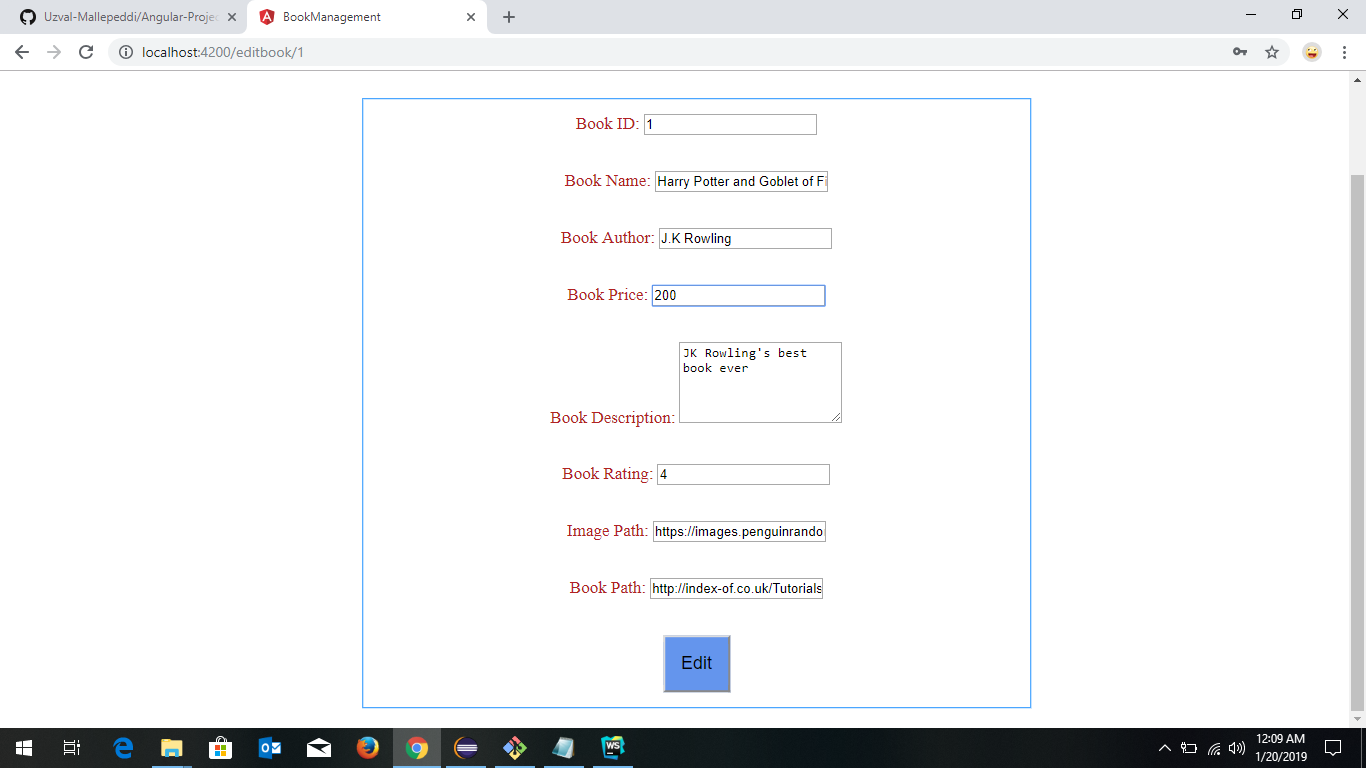 Uzval-Mallepeddi/Angular-Projec
BookManagement
localhost:4200/editbook/1
Book ID: 1
Book Name: Harry Potter and Goblet of Fi
Book Author: J.K Rowling
Book Price: 200
JK Rowling's best
book ever
Book Description:
Book Rating: 4
Image Path: https://images.penguinrando
Book Path: http://index-of.co.uk/Tutorials
Edit
WS
12:09 AM
1/20/2019